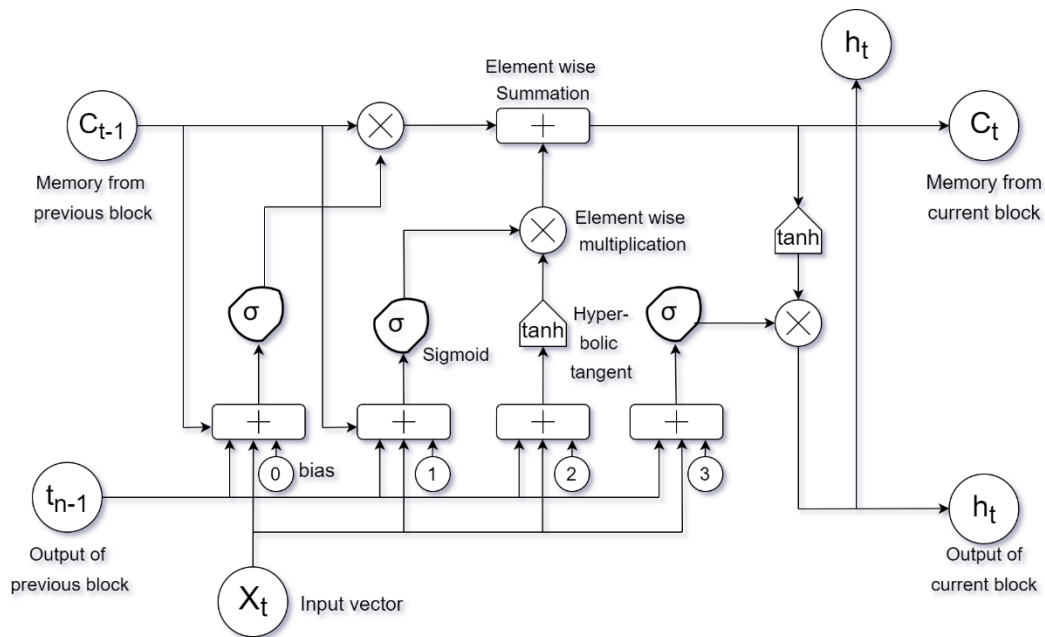 h_t
Element wise
Summation
C_t-1
×
+
C_t
Memory from
previous block
Memory from
current block
Element wise
multiplication
×
tanh
σ
σ
Sigmoid
tanh
Hyper-
bolic
tangent
σ
×
+
+
+
+
0
bias
1
2
3
t_n-1
h_t
Output of
previous block
Output of
current block
X_t
Input vector